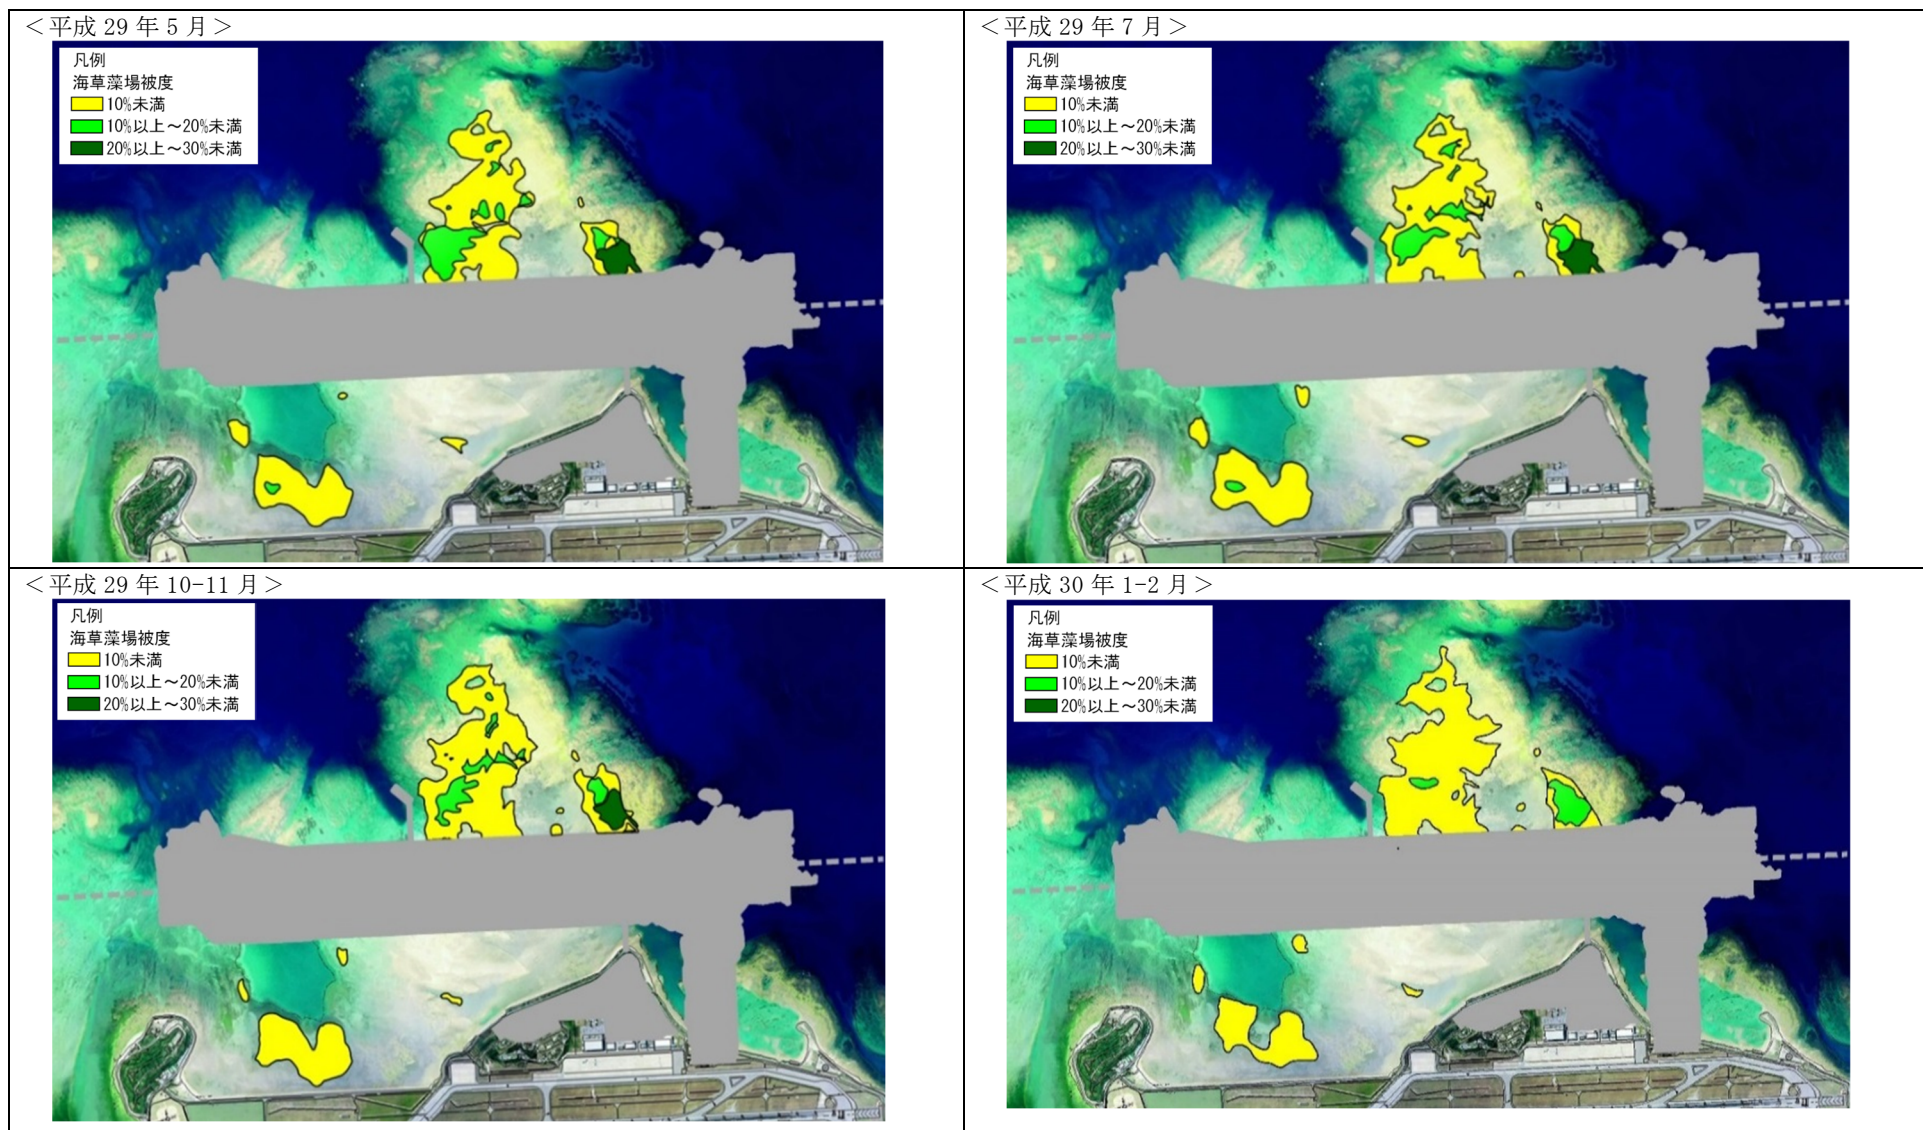 ＜平成 29 年 5 月＞
凡例
海草藻場被度
10%未満
10%以上～20%未満
20%以上～30%未満
＜平成 29 年 7 月＞
凡例
海草藻場被度
10%未満
10%以上～20%未満
20%以上～30%未満
＜平成 29 年 10-11 月＞
凡例
海草藻場被度
10%未満
10%以上～20%未満
20%以上～30%未満
＜平成 30 年 1-2 月＞
凡例
海草藻場被度
10%未満
10%以上～20%未満
20%以上～30%未満